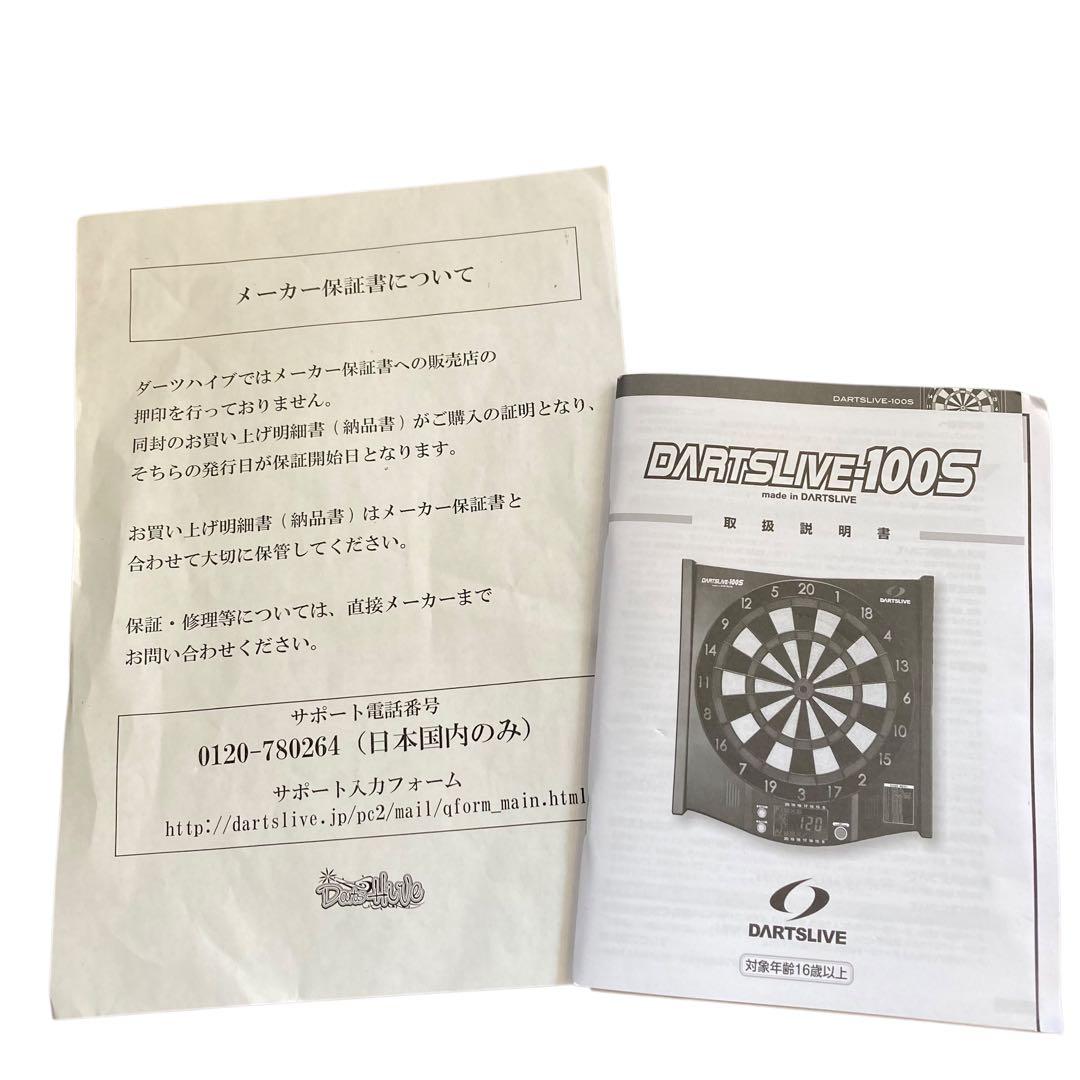 メーカー保証書について
ダーツハイブではメーカー保証書への販売店の
押印を行っておりません。
同封のお買い上げ明細書(納品書)がご購入の証明となり、
そちらの発行日が保証開始日となります。
お買い上げ明細書(納品書)はメーカー保証書と
合わせて大切に保管してください。
保証・修理等については、直接メーカーまで
お問い合わせください。
サポート電話番号
0120-780264(日本国内のみ)
サポート入力フォーム
http://dartslive.jp/pc2/mail/qform_main.html
DartsHive
DARTSLIVE-100S
DARTSLIVE-100S
made in DARTSLIVE
取扱説明書
DARTSLIVE-100S
DARTSLIVE
20 1 18 4 13 6 10 15 2 17 3 19 7 16 8 11 14 9 12 5
120
DARTSLIVE
対象年齢16歳以上